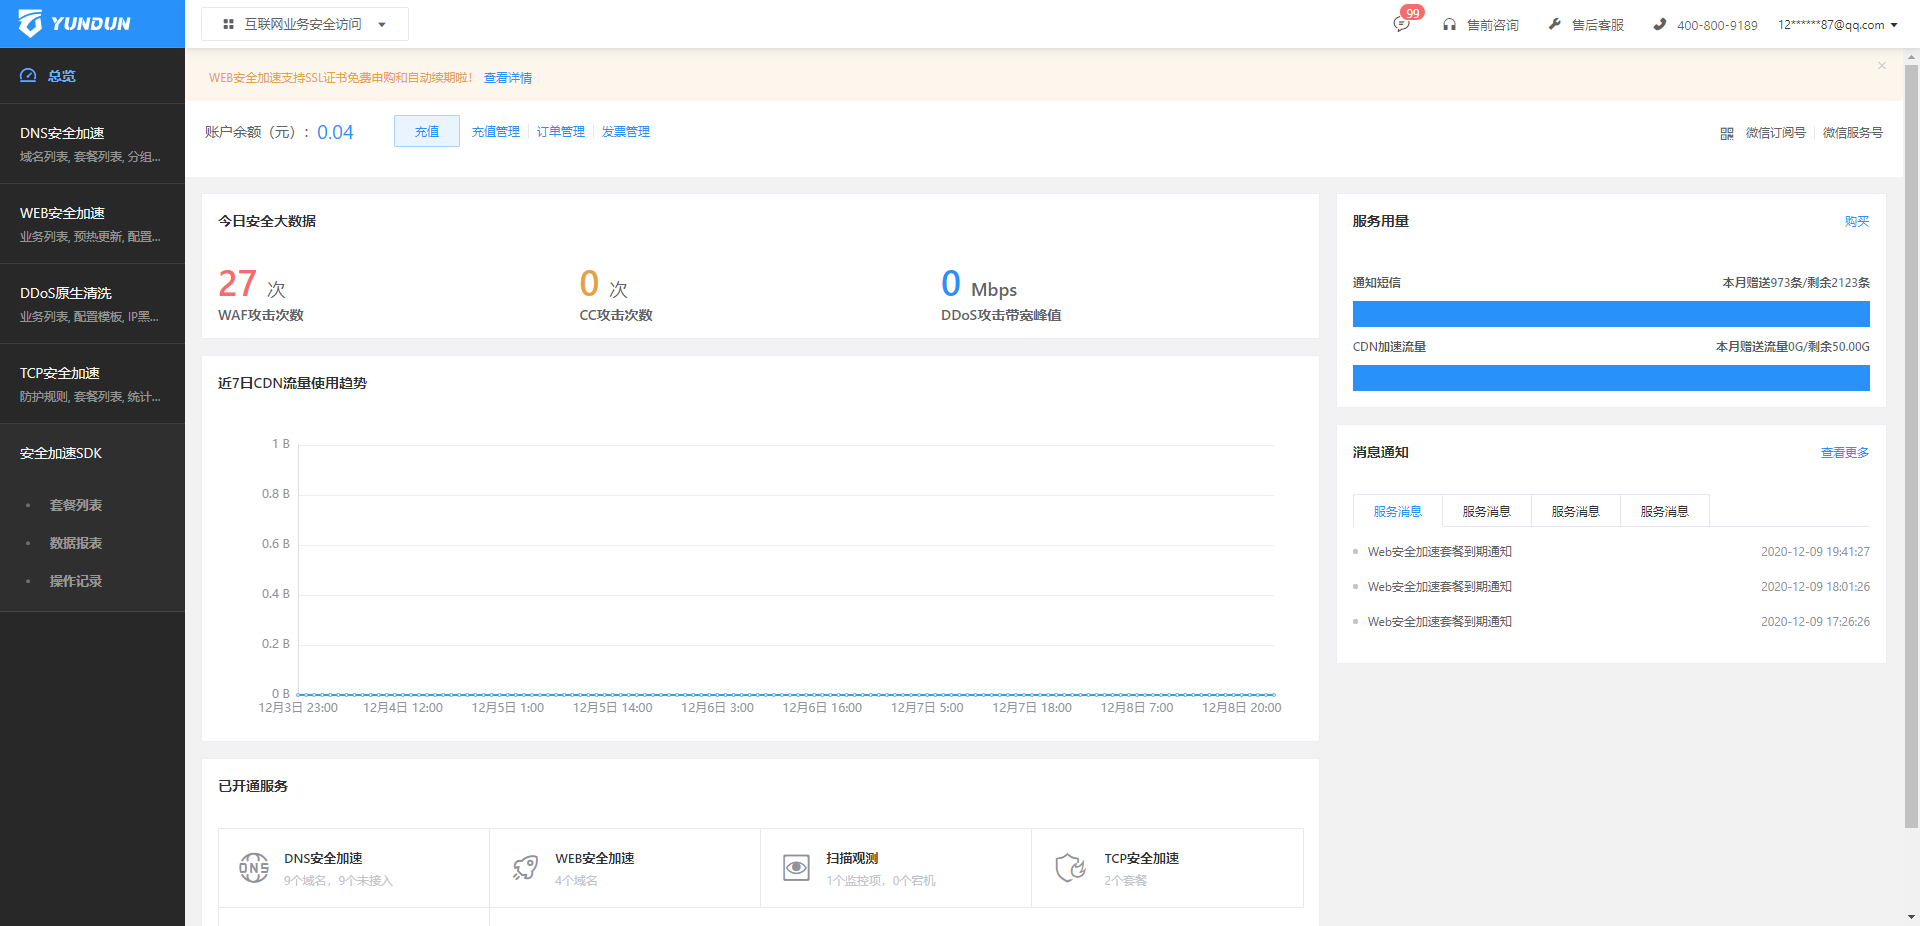 YUNDUN
互联网业务安全访问
99
售前咨询
售后客服
400-800-9189
12******87@qq.com
总览
DNS安全加速
域名列表, 套餐列表, 分组...
WEB安全加速
业务列表, 预热更新, 配置...
DDoS原生清洗
业务列表, 配置模板, IP黑...
TCP安全加速
防护规则, 套餐列表, 统计...
安全加速SDK
套餐列表
数据报表
操作记录
WEB安全加速支持SSL证书免费申购和自动续期啦! 查看详情
账户余额（元）: 0.04 充值 充值管理 订单管理 发票管理
微信订阅号 微信服务号
今日安全大数据
27 次
WAF攻击次数
0 次
CC攻击次数
0 Mbps
DDoS攻击带宽峰值
近7日CDN流量使用趋势
1 B
0.8 B
0.6 B
0.4 B
0.2 B
0 B
12月3日 23:00 12月4日 12:00 12月5日 1:00 12月5日 14:00 12月6日 3:00 12月6日 16:00 12月7日 5:00 12月7日 18:00 12月8日 7:00 12月8日 20:00
已开通服务
DNS
DNS安全加速
9个域名，9个未接入
WEB安全加速
4个域名
扫描观测
1个监控项，0个宕机
TCP安全加速
2个套餐
服务用量 购买
通知短信 本月赠送973条/剩余2123条
CDN加速流量 本月赠送流量0G/剩余50.00G
消息通知 查看更多
服务消息 服务消息 服务消息 服务消息
Web安全加速套餐到期通知 2020-12-09 19:41:27
Web安全加速套餐到期通知 2020-12-09 18:01:26
Web安全加速套餐到期通知 2020-12-09 17:26:26